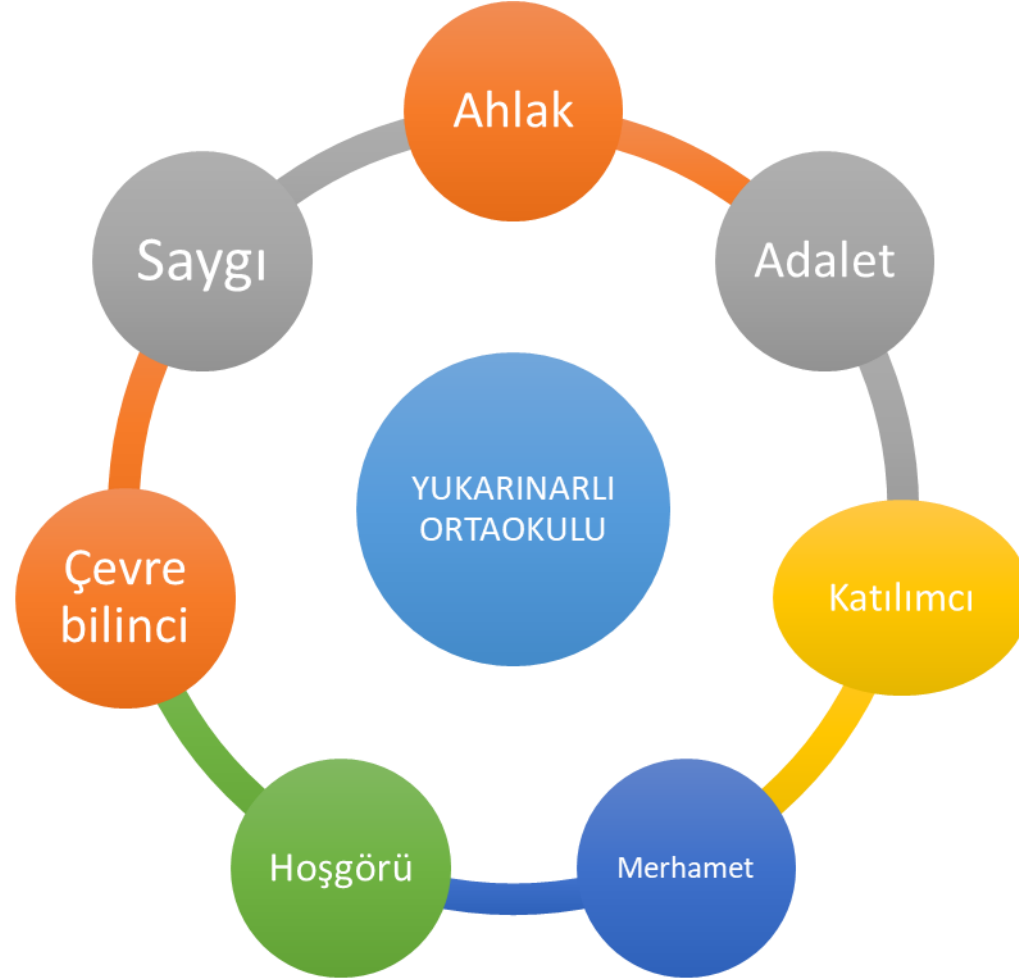 Ahlak
Adalet
Katılımcı
Merhamet
Hoşgörü
Çevre
bilinci
Saygı
YUKARINARLI
ORTAOKULU